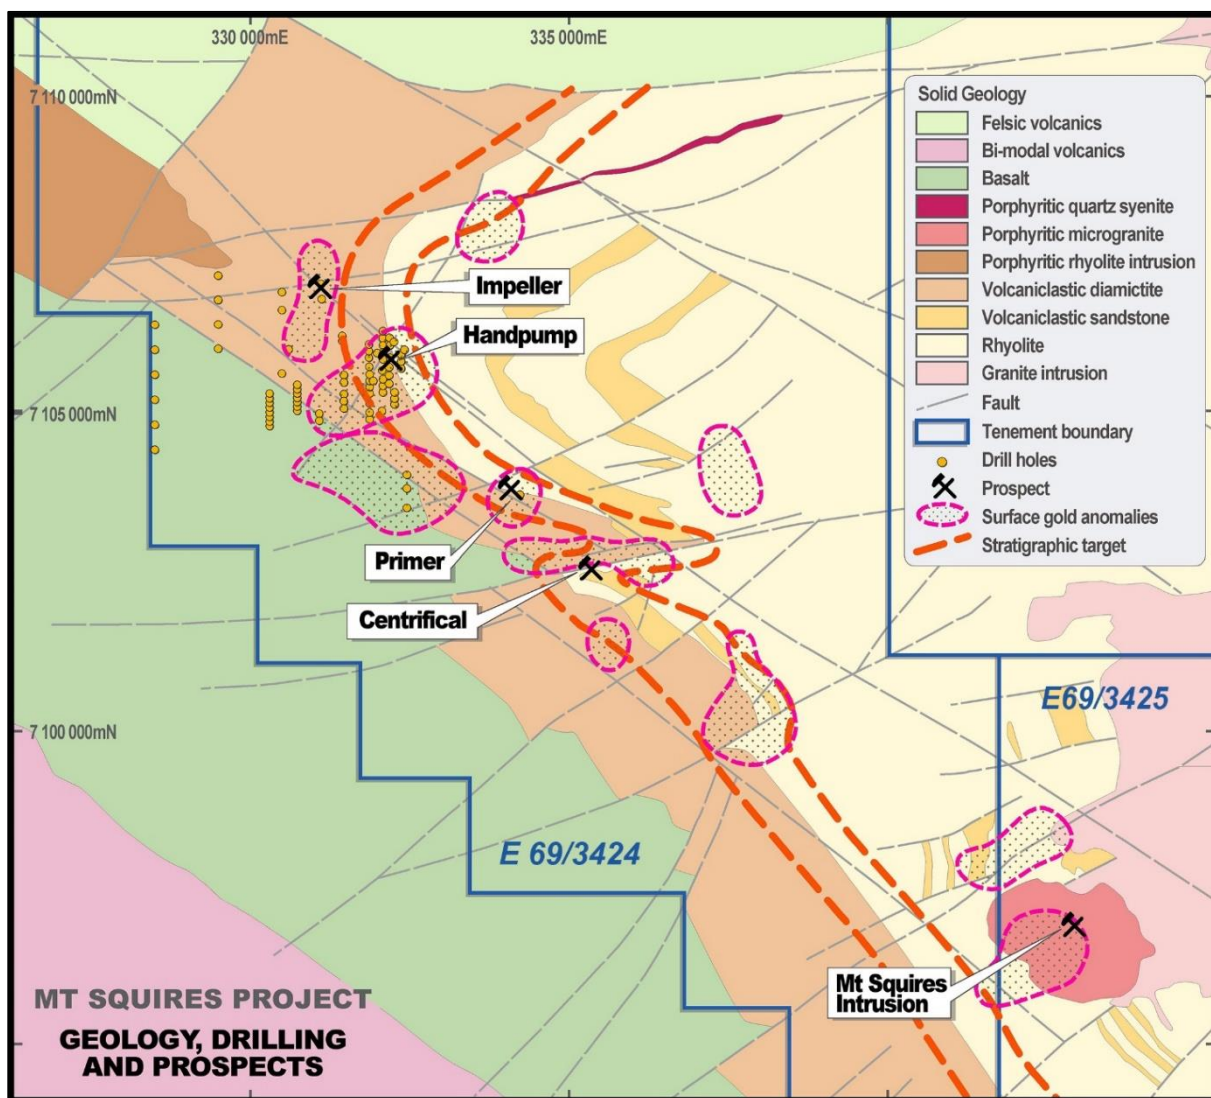 330 000mE
335 000mE
7 110 000mN
7 105 000mN
7 100 000mN
Solid Geology
Felsic volcanics
Bi-modal volcanics
Basalt
Porphyritic quartz syenite
Porphyritic microgranite
Porphyritic rhyolite intrusion
Volcaniclastic diamictite
Volcaniclastic sandstone
Rhyolite
Granite intrusion
Fault
Tenement boundary
Drill holes
Prospect
Surface gold anomalies
Stratigraphic target
Impeller
Handpump
Primer
Centrifical
E69/3425
E 69/3424
Mt Squires
Intrusion
MT SQUIRES PROJECT
GEOLOGY, DRILLING
AND PROSPECTS